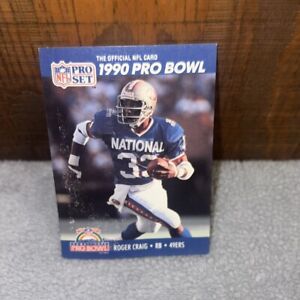 THE OFFICIAL NFL CARD
1990 PRO BOWL
NFL
PRO
SET
NATIONAL
33
PRO BOWL
ROGER CRAIG • RB • 49ERS